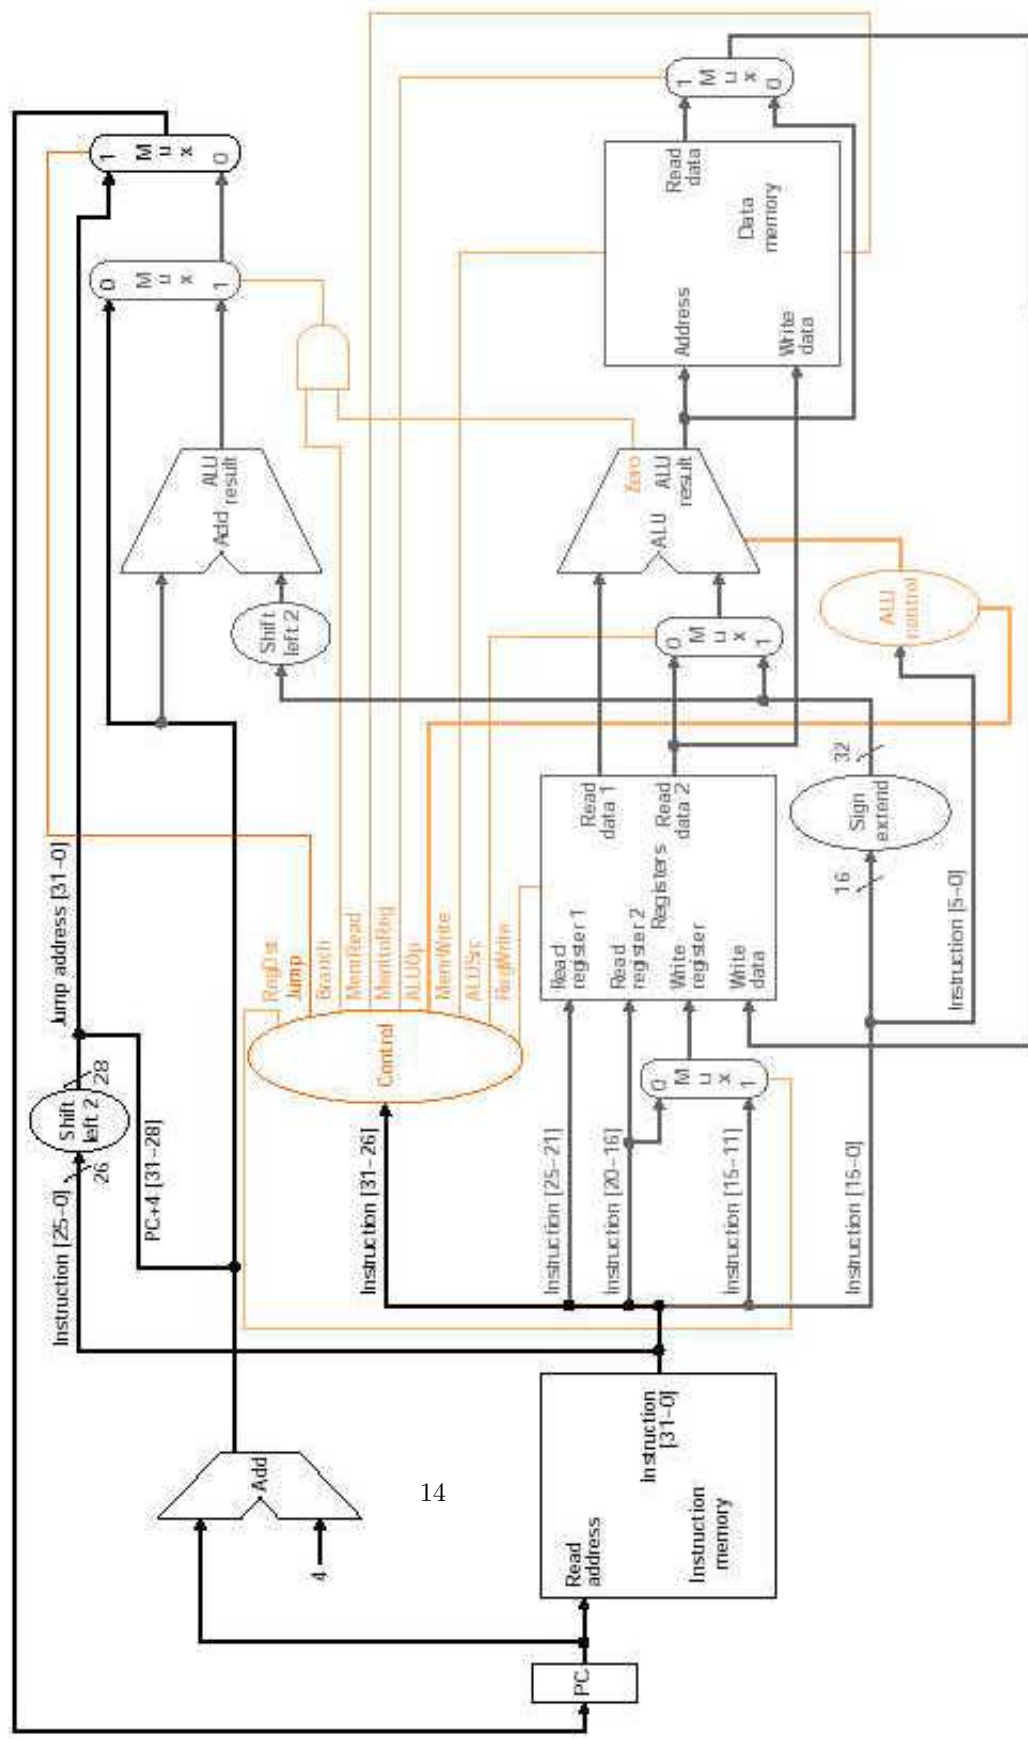 PC
Read
address
Instruction
[31-0]
Instruction
memory
4
Add
Instruction [25-0]
26
Shift
left 2
28
Jump address [31-0]
PC+4 [31-28]
Instruction [31-26]
Control
RegDst
Jump
Branch
MemRead
MemtoReg
ALUOp
MemWrite
ALUSrc
RegWrite
Instruction [25-21]
Instruction [20-16]
Instruction [15-11]
Instruction [15-0]
Instruction [5-0]
0
M
u
x
1
Read
register 1
Read
register 2
Write
register
Write
data
Registers
Read
data 1
Read
data 2
16
Sign
extend
32
0
M
u
x
1
ALU
control
Shift
left 2
Add
ALU
result
Zero
ALU
ALU
result
0
M
u
x
1
1
M
u
x
0
Address
Write
data
Read
data
Data
memory
1
M
u
x
0
14